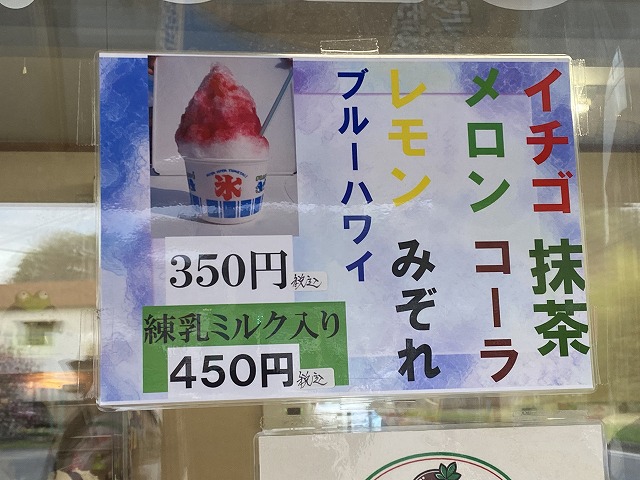 イチゴ 抹茶
メロン コーラ
レモン みぞれ
ブルーハワイ
氷
350円 税込
練乳ミルク入り
450円 税込